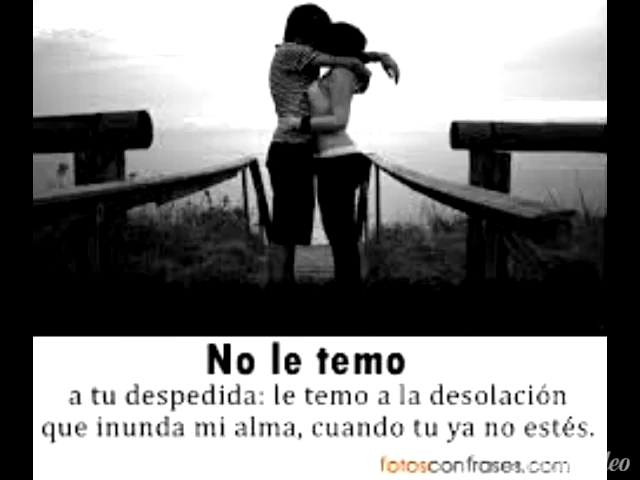 No le temo
a tu despedida: le temo a la desolación
que inunda mi alma, cuando tu ya no estés.
fotosconfrases.com